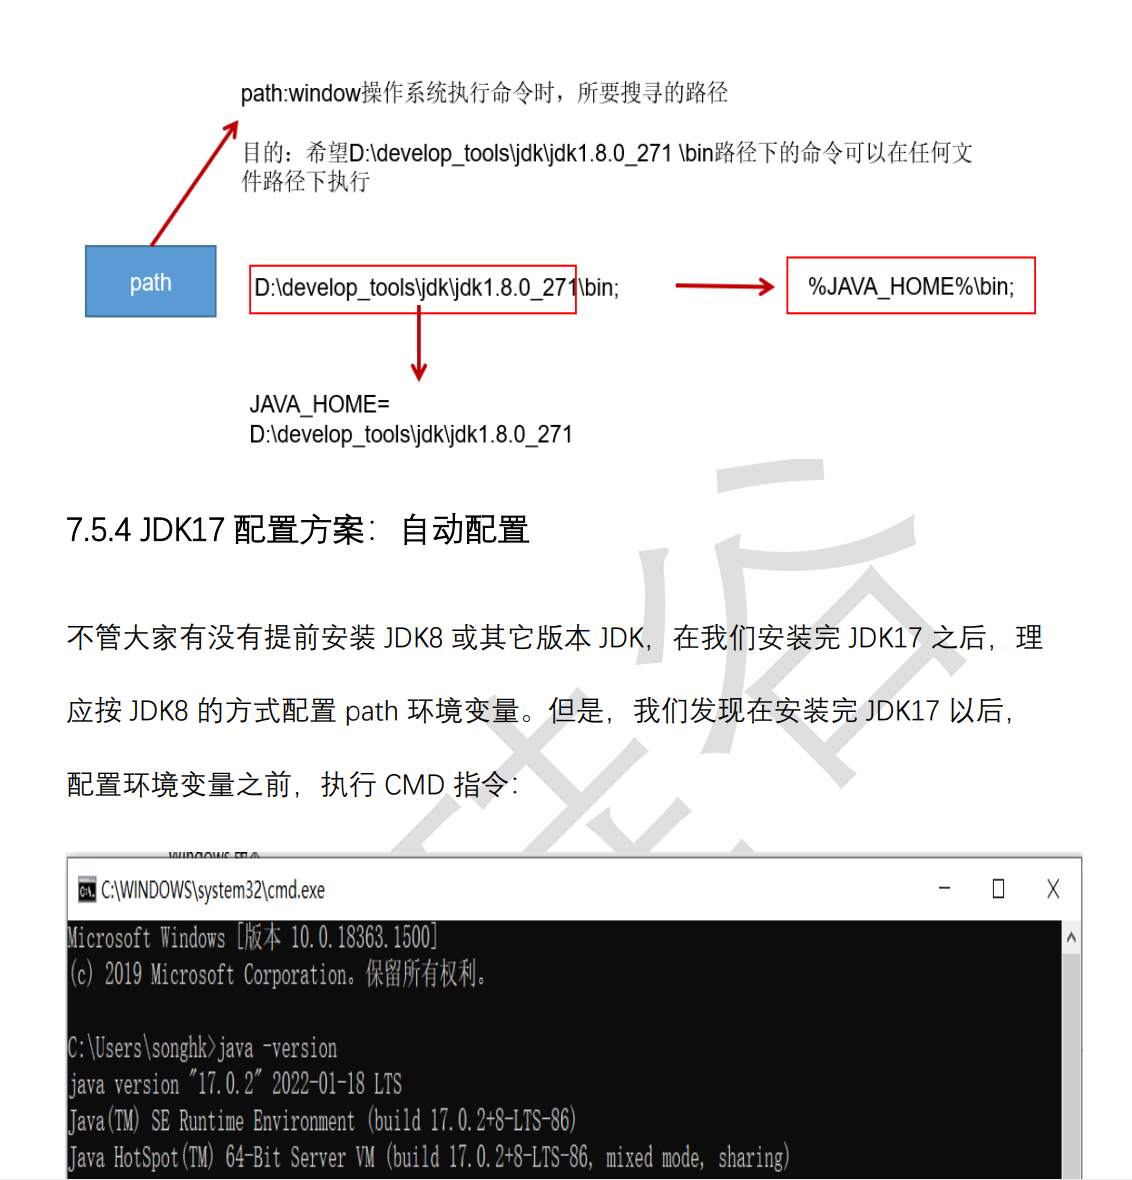 path:window操作系统执行命令时，所要搜寻的路径
目的：希望D:\develop_tools\jdk\jdk1.8.0_271 \bin路径下的命令可以在任何文
件路径下执行
path
D:\develop_tools\jdk\jdk1.8.0_271\bin;
%JAVA_HOME%\bin;
JAVA_HOME=
D:\develop_tools\jdk\jdk1.8.0_271
7.5.4 JDK17 配置方案：自动配置
不管大家有没有提前安装 JDK8 或其它版本 JDK，在我们安装完 JDK17 之后，理
应按 JDK8 的方式配置 path 环境变量。但是，我们发现在安装完 JDK17 以后，
配置环境变量之前，执行 CMD 指令：
C:\WINDOWS\system32\cmd.exe
Microsoft Windows [版本 10.0.18363.1500]
(c) 2019 Microsoft Corporation。保留所有权利。
C:\Users\songhk>java -version
java version "17.0.2" 2022-01-18 LTS
Java(TM) SE Runtime Environment (build 17.0.2+8-LTS-86)
Java HotSpot(TM) 64-Bit Server VM (build 17.0.2+8-LTS-86, mixed mode, sharing)